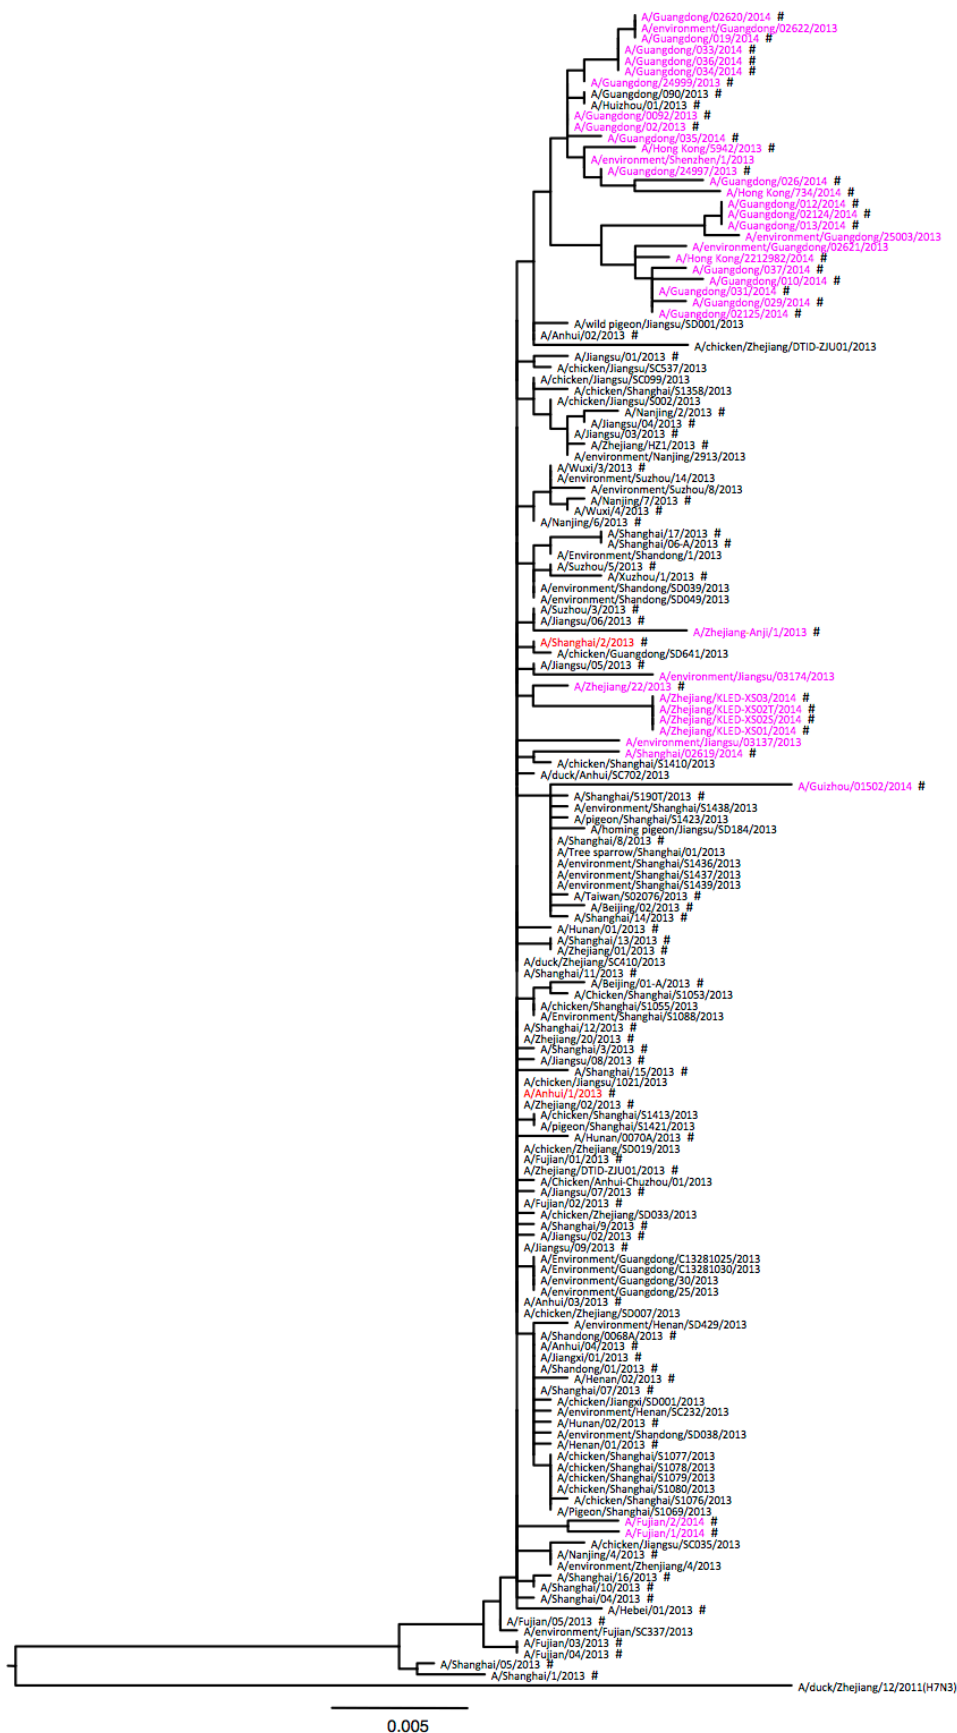 A/Guangdong/02620/2014 #
A/environment/Guangdong/02622/2013
A/Guangdong/019/2014 #
A/Guangdong/033/2014 #
A/Guangdong/036/2014 #
A/Guangdong/034/2014 #
A/Guangdong/24999/2013 #
A/Guangdong/090/2013 #
A/Huizhou/01/2013 #
A/Guangdong/0092/2013 #
A/Guangdong/02/2013 #
A/Guangdong/035/2014 #
A/Hong Kong/5942/2013 #
A/environment/Shenzhen/1/2013
A/Guangdong/24997/2013 #
A/Guangdong/026/2014 #
A/Hong Kong/734/2014 #
A/Guangdong/012/2014 #
A/Guangdong/02124/2014 #
A/Guangdong/013/2014 #
A/environment/Guangdong/25003/2013
A/environment/Guangdong/02621/2013
A/Hong Kong/2212982/2014 #
A/Guangdong/037/2014 #
A/Guangdong/010/2014 #
A/Guangdong/031/2014 #
A/Guangdong/029/2014 #
A/Guangdong/02125/2014 #
A/wild pigeon/Jiangsu/SD001/2013
A/Anhui/02/2013 #
A/chicken/Zhejiang/DTID-ZJU01/2013
A/Jiangsu/01/2013 #
A/chicken/Jiangsu/SC537/2013
A/chicken/Jiangsu/SC099/2013
A/chicken/Shanghai/S1358/2013
A/chicken/Jiangsu/S002/2013
A/Nanjing/2/2013 #
A/Jiangsu/04/2013 #
A/Jiangsu/03/2013 #
A/Zhejiang/HZ1/2013 #
A/environment/Nanjing/2913/2013
A/Wuxi/3/2013 #
A/environment/Suzhou/14/2013
A/environment/Suzhou/8/2013
A/Nanjing/7/2013 #
A/Wuxi/4/2013 #
A/Nanjing/6/2013 #
A/Shanghai/17/2013 #
A/Shanghai/06-A/2013 #
A/Environment/Shandong/1/2013
A/Suzhou/5/2013 #
A/Xuzhou/1/2013 #
A/environment/Shandong/SD039/2013
A/environment/Shandong/SD049/2013
A/Suzhou/3/2013 #
A/Jiangsu/06/2013 #
A/Zhejiang-Anji/1/2013 #
A/Shanghai/2/2013 #
A/chicken/Guangdong/SD641/2013
A/Jiangsu/05/2013 #
A/environment/Jiangsu/03174/2013
A/Zhejiang/22/2013 #
A/Zhejiang/KLED-XS03/2014 #
A/Zhejiang/KLED-XS02T/2014 #
A/Zhejiang/KLED-XS025/2014 #
A/Zhejiang/KLED-XS01/2014 #
A/environment/Jiangsu/03137/2013
A/Shanghai/02619/2014 #
A/chicken/Shanghai/S1410/2013
A/duck/Anhui/SC702/2013
A/Guizhou/01502/2014 #
A/Shanghai/S190T/2013 #
A/environment/Shanghai/S1438/2013
A/pigeon/Shanghai/S1423/2013
A/homing pigeon/Jiangsu/SD184/2013
A/Shanghai/8/2013 #
A/Tree sparrow/Shanghai/01/2013
A/environment/Shanghai/S1436/2013
A/environment/Shanghai/S1437/2013
A/environment/Shanghai/S1439/2013
A/Taiwan/S02076/2013 #
A/Beijing/02/2013 #
A/Shanghai/14/2013 #
A/Hunan/01/2013 #
A/Shanghai/13/2013 #
A/Zhejiang/01/2013 #
A/duck/Zhejiang/SC410/2013
A/Shanghai/11/2013 #
A/Beijing/01-A/2013 #
A/Chicken/Shanghai/S1053/2013
A/chicken/Shanghai/S1055/2013
A/Environment/Shanghai/S1088/2013
A/Shanghai/12/2013 #
A/Zhejiang/20/2013 #
A/Shanghai/3/2013 #
A/Jiangsu/08/2013 #
A/Shanghai/15/2013 #
A/chicken/Jiangsu/1021/2013
A/Anhui/1/2013 #
A/Zhejiang/02/2013 #
A/chicken/Shanghai/S1413/2013
A/pigeon/Shanghai/S1421/2013
A/Hunan/0070A/2013 #
A/chicken/Zhejiang/SD019/2013
A/Fujian/01/2013 #
A/Zhejiang/DTID-ZJU01/2013 #
A/Chicken/Anhui-Chuzhou/01/2013
A/Jiangsu/07/2013 #
A/Fujian/02/2013 #
A/chicken/Zhejiang/SD033/2013
A/Shanghai/9/2013 #
A/Jiangsu/02/2013 #
A/Jiangsu/09/2013 #
A/Environment/Guangdong/C13281025/2013
A/Environment/Guangdong/C13281030/2013
A/environment/Guangdong/30/2013
A/environment/Guangdong/25/2013
A/Anhui/03/2013 #
A/chicken/Zhejiang/SD007/2013
A/environment/Henan/SD429/2013
A/Shandong/0068A/2013 #
A/Anhui/04/2013 #
A/Jiangxi/01/2013 #
A/Shandong/01/2013 #
A/Henan/02/2013 #
A/Shanghai/07/2013 #
A/chicken/Jiangxi/SD001/2013
A/environment/Henan/SC232/2013
A/Hunan/02/2013 #
A/environment/Shandong/SD038/2013
A/Henan/01/2013 #
A/chicken/Shanghai/S1077/2013
A/chicken/Shanghai/S1078/2013
A/chicken/Shanghai/S1079/2013
A/chicken/Shanghai/S1080/2013
A/chicken/Shanghai/S1076/2013
A/Pigeon/Shanghai/S1069/2013
A/Fujian/2/2014 #
A/Fujian/1/2014 #
A/chicken/Jiangsu/SC035/2013
A/Nanjing/4/2013 #
A/environment/Zhenjiang/4/2013
A/Shanghai/16/2013 #
A/Shanghai/10/2013 #
A/Shanghai/04/2013 #
A/Hebei/01/2013 #
A/Fujian/05/2013 #
A/environment/Fujian/SC337/2013
A/Fujian/03/2013 #
A/Fujian/04/2013 #
A/Shanghai/05/2013 #
A/Shanghai/1/2013 #
A/duck/Zhejiang/12/2011(H7N3)
0.005